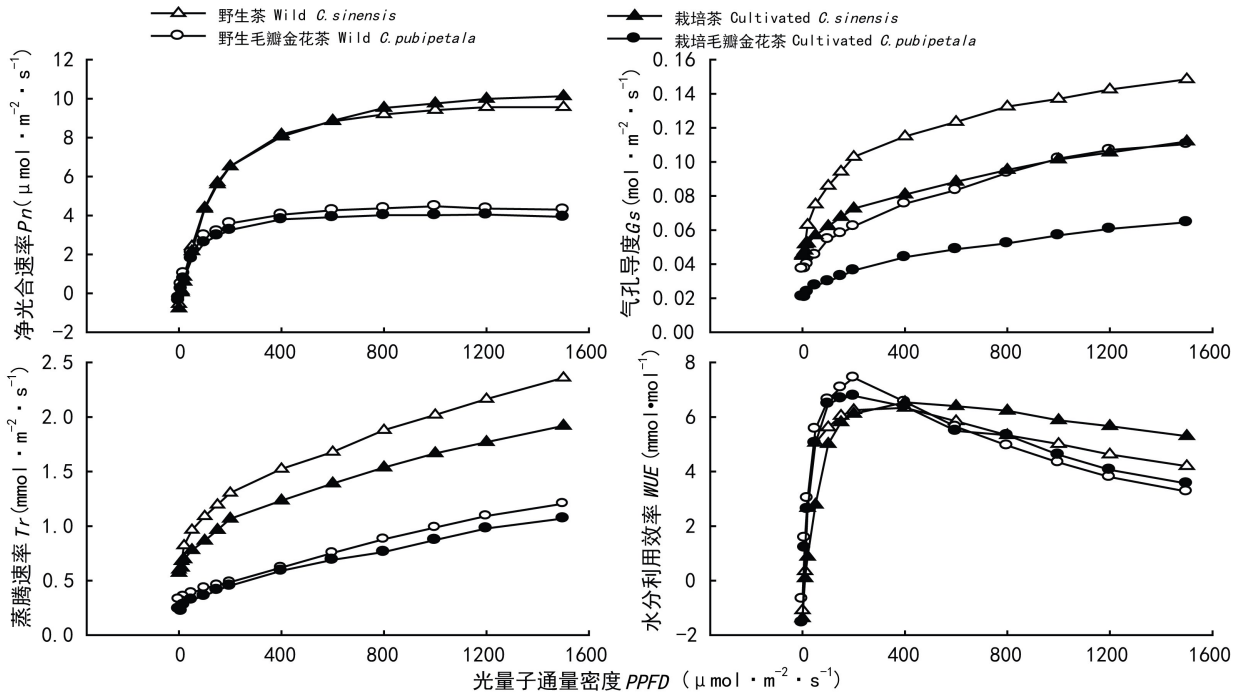 野生茶 Wild C.sinensis
栽培茶 Cultivated C.sinensis
野生毛瓣金花茶 Wild C.pubipetala
栽培毛瓣金花茶 Cultivated C.pubipetala
净光合速率Pn(μmol·m⁻²·s⁻¹)
12
10
8
6
4
2
0
−2
0 400 800 1200 1600
气孔导度Gs(mol·m⁻²·s⁻¹)
0.16
0.14
0.12
0.10
0.08
0.06
0.04
0.02
0.00
0 400 800 1200 1600
蒸腾速率Tr(mmol·m⁻²·s⁻¹)
2.5
2.0
1.5
1.0
0.5
0.0
0 400 800 1200 1600
水分利用效率 WUE (mmol•mol⁻¹)
8
6
4
2
0
−2
0 400 800 1200 1600
光量子通量密度 PPFD (μmol·m⁻²·s⁻¹)